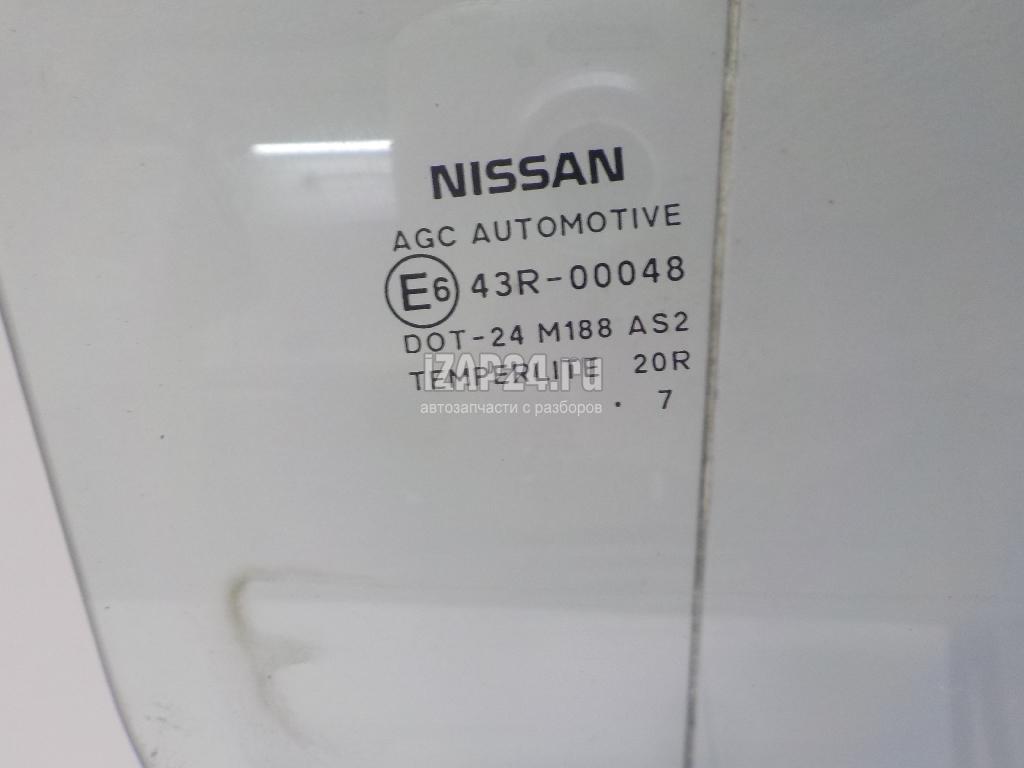 NISSAN
AGC AUTOMOTIVE
E6 43R-00048
DOT-24 M188 AS2
TEMPERLITE 20R
iZAP24.ru
автозапчасти с разборов
. 7